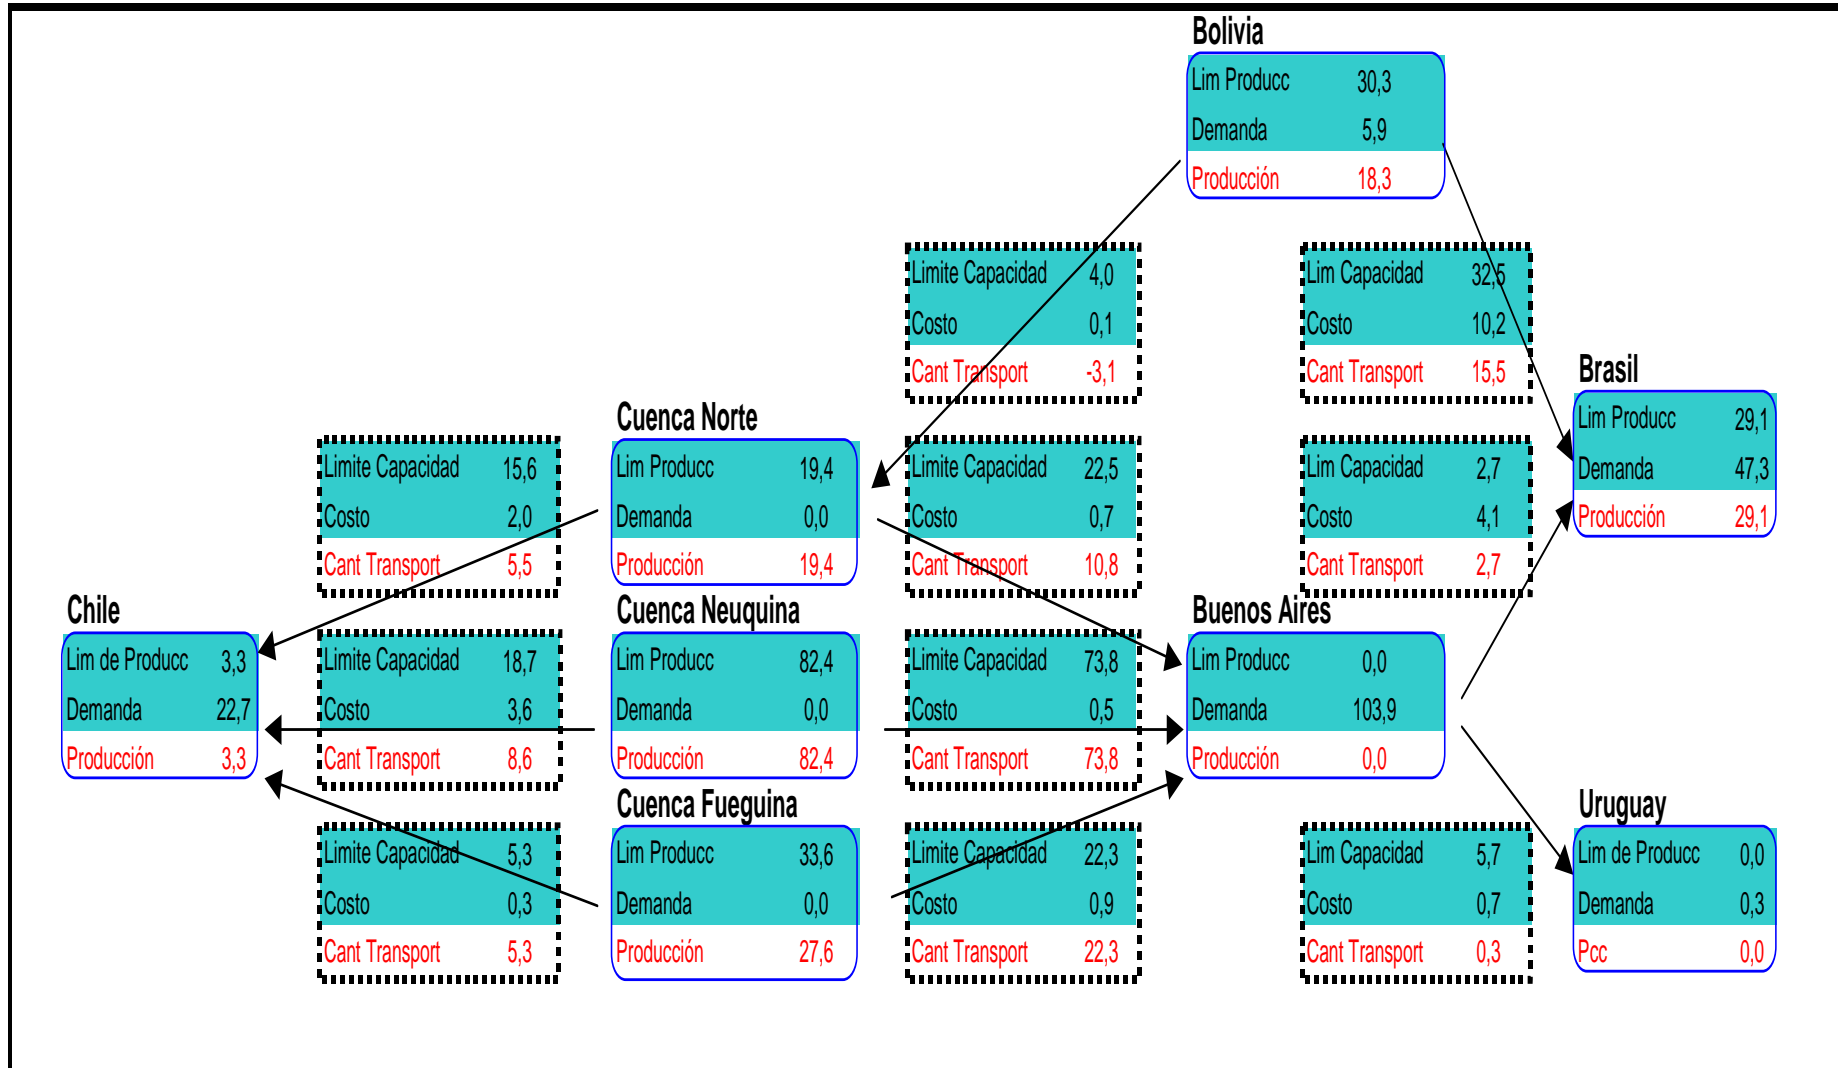 Bolivia
Lim Producc 30,3
Demanda 5,9
Producción 18,3
Limite Capacidad 4,0
Costo 0,1
Cant Transport -3,1
Lim Capacidad 32,5
Costo 10,2
Cant Transport 15,5
Brasil
Lim Producc 29,1
Demanda 47,3
Producción 29,1
Cuenca Norte
Lim Producc 19,4
Demanda 0,0
Producción 19,4
Limite Capacidad 15,6
Costo 2,0
Cant Transport 5,5
Limite Capacidad 22,5
Costo 0,7
Cant Transport 10,8
Lim Capacidad 2,7
Costo 4,1
Cant Transport 2,7
Chile
Lim de Producc 3,3
Demanda 22,7
Producción 3,3
Limite Capacidad 18,7
Costo 3,6
Cant Transport 8,6
Cuenca Neuquina
Lim Producc 82,4
Demanda 0,0
Producción 82,4
Limite Capacidad 73,8
Costo 0,5
Cant Transport 73,8
Buenos Aires
Lim Producc 0,0
Demanda 103,9
Producción 0,0
Limite Capacidad 5,3
Costo 0,3
Cant Transport 5,3
Cuenca Fueguina
Lim Producc 33,6
Demanda 0,0
Producción 27,6
Limite Capacidad 22,3
Costo 0,9
Cant Transport 22,3
Lim Capacidad 5,7
Costo 0,7
Cant Transport 0,3
Uruguay
Lim de Producc 0,0
Demanda 0,3
Pcc 0,0